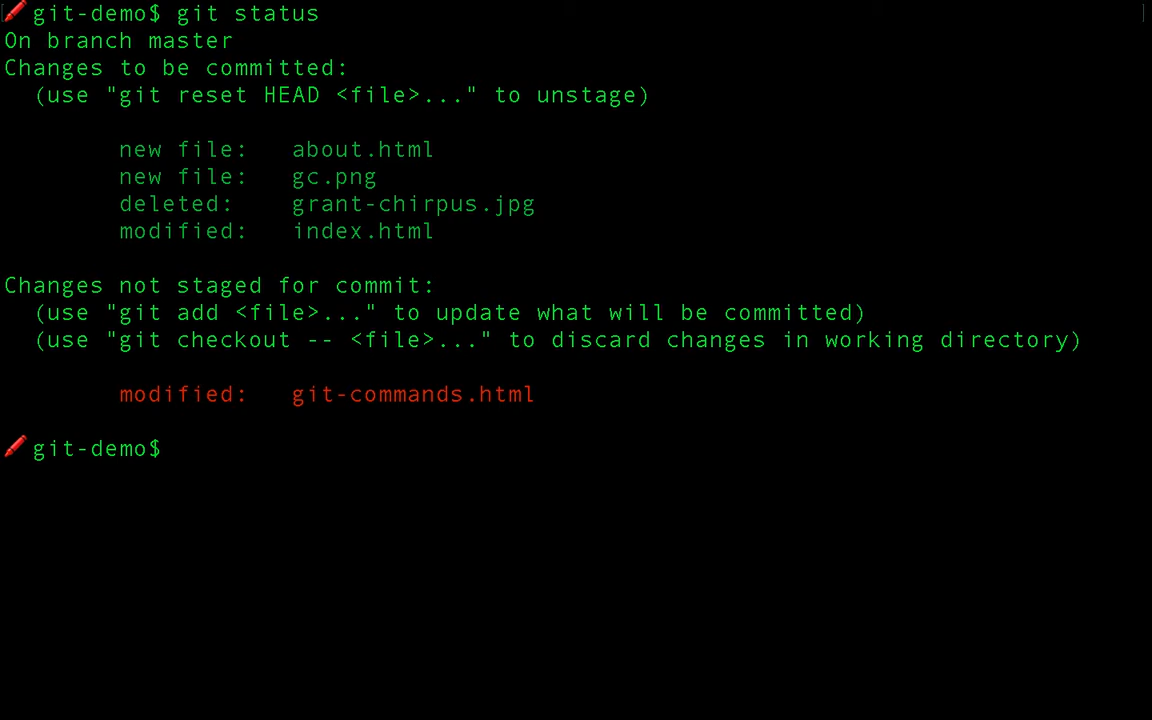 git-demo$ git status
On branch master
Changes to be committed:
  (use "git reset HEAD <file>..." to unstage)
new file:   about.html
new file:   gc.png
deleted:    grant-chirpus.jpg
modified:   index.html
Changes not staged for commit:
  (use "git add <file>..." to update what will be committed)
  (use "git checkout -- <file>..." to discard changes in working directory)
modified:   git-commands.html
git-demo$